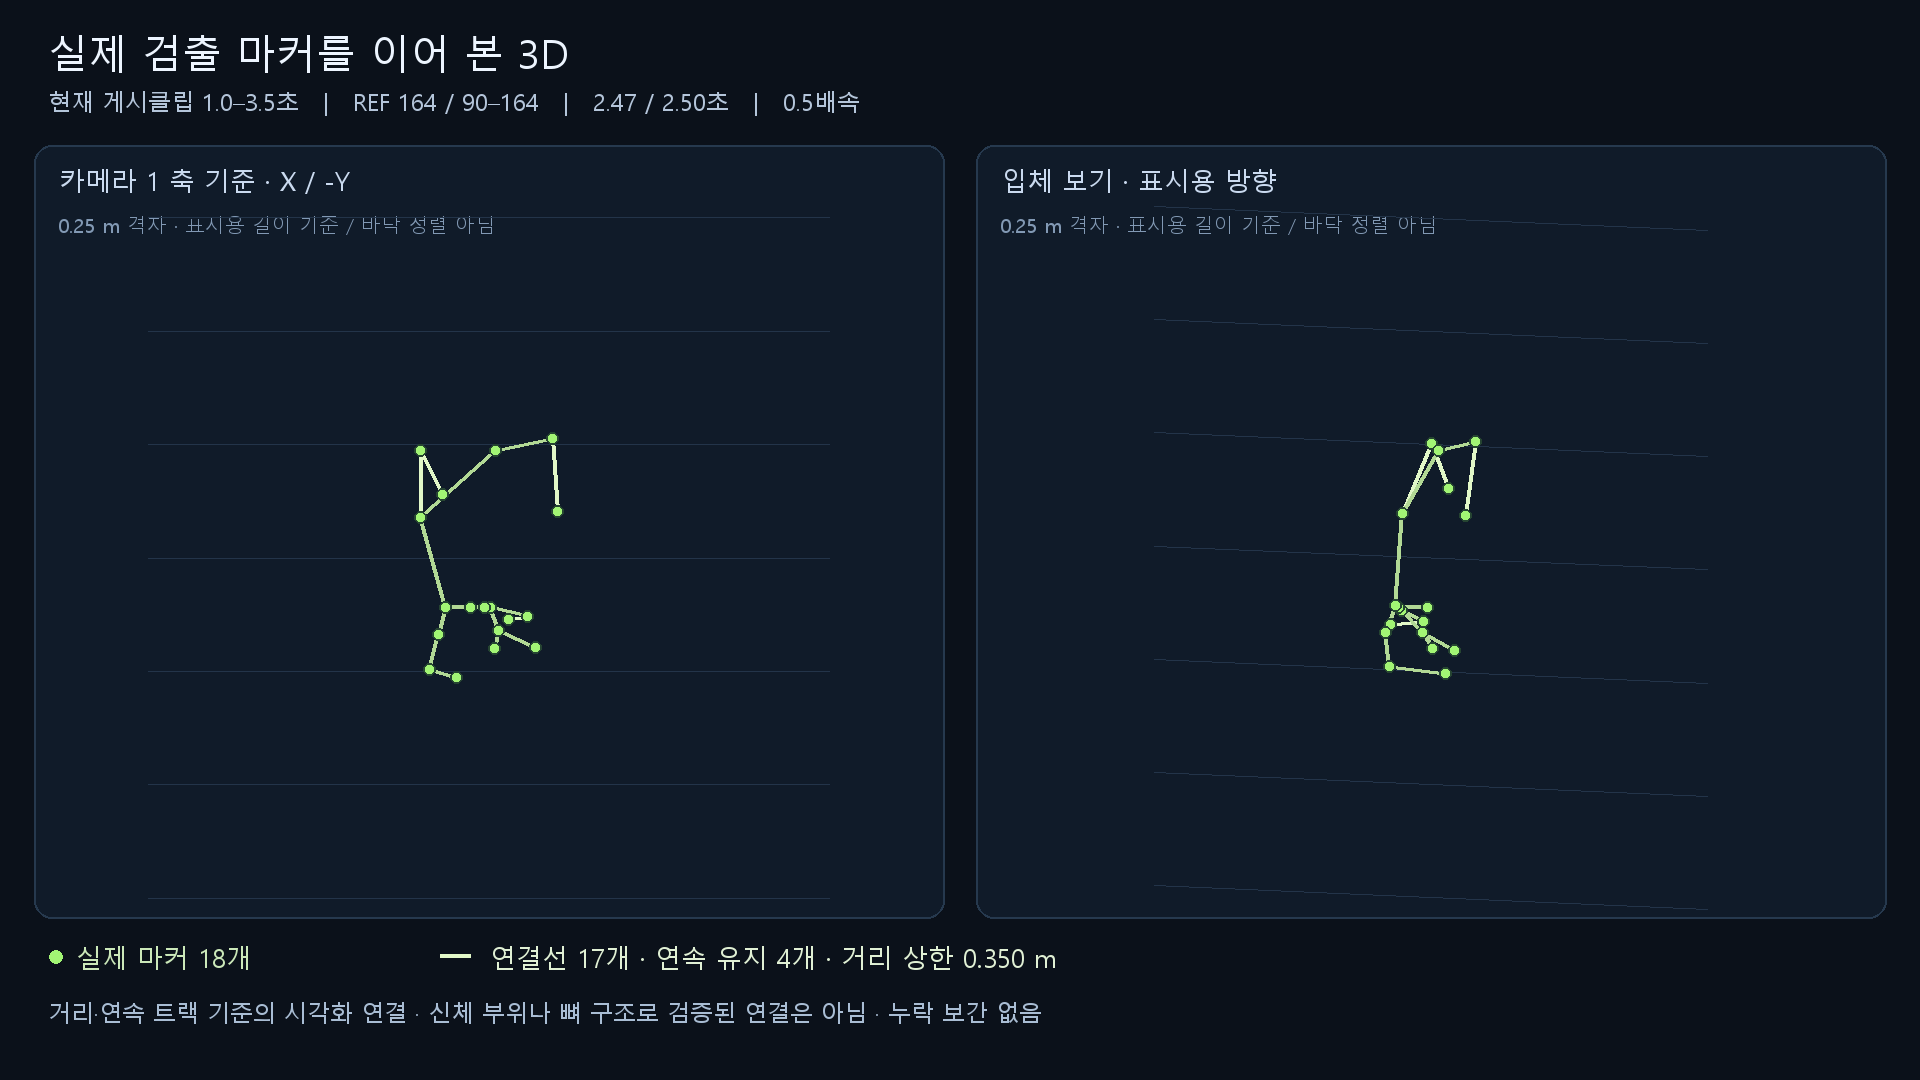 실제 검출 마커를 이어 본 3D
현재 게시클립 1.0–3.5초 | REF 164 / 90–164 | 2.47 / 2.50초 | 0.5배속
카메라 1 축 기준 · X / -Y
0.25 m 격자 · 표시용 길이 기준 / 바닥 정렬 아님
입체 보기 · 표시용 방향
0.25 m 격자 · 표시용 길이 기준 / 바닥 정렬 아님
실제 마커 18개
연결선 17개 · 연속 유지 4개 · 거리 상한 0.350 m
거리·연속 트랙 기준의 시각화 연결 · 신체 부위나 뼈 구조로 검증된 연결은 아님 · 누락 보간 없음